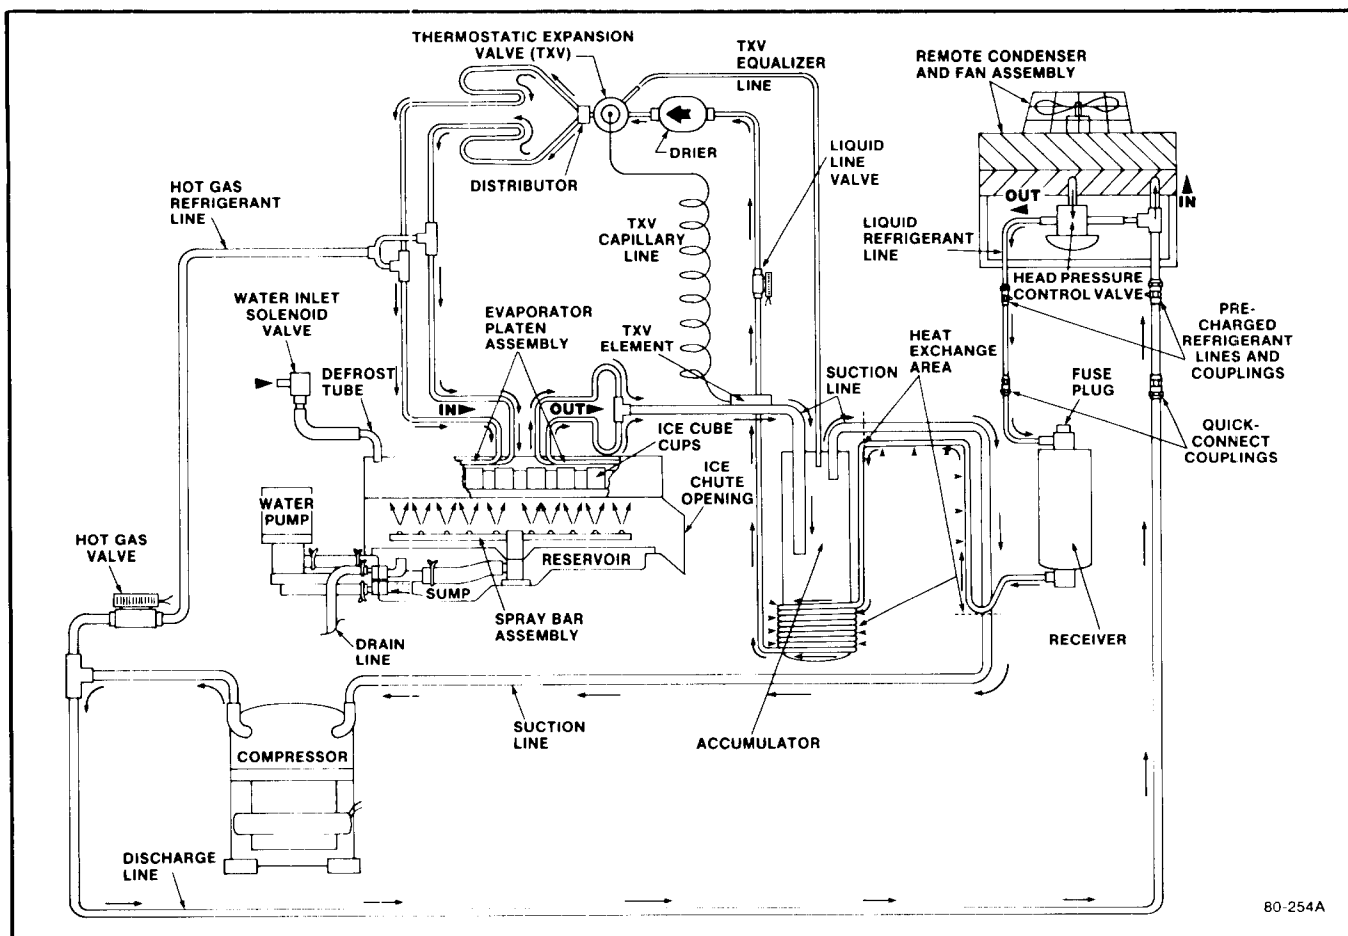 THERMOSTATIC EXPANSION
VALVE (TXV)
TXV
EQUALIZER
LINE
REMOTE CONDENSER
AND FAN ASSEMBLY
DRIER
DISTRIBUTOR
LIQUID
LINE
VALVE
HOT GAS
REFRIGERANT
LINE
OUT
IN
TXV
CAPILLARY
LINE
LIQUID
REFRIGERANT
LINE
HEAD PRESSURE
CONTROL VALVE
WATER INLET
SOLENOID
VALVE
EVAPORATOR
PLATEN
ASSEMBLY
TXV
ELEMENT
HEAT
EXCHANGE
AREA
PRE-
CHARGED
REFRIGERANT
LINES AND
COUPLINGS
DEFROST
TUBE
SUCTION
LINE
FUSE
PLUG
IN
OUT
ICE CUBE
CUPS
QUICK-
CONNECT
COUPLINGS
ICE
CHUTE
OPENING
WATER
PUMP
HOT GAS
VALVE
RESERVOIR
SUMP
SPRAY BAR
ASSEMBLY
DRAIN
LINE
RECEIVER
SUCTION
LINE
ACCUMULATOR
COMPRESSOR
DISCHARGE
LINE
80-254A